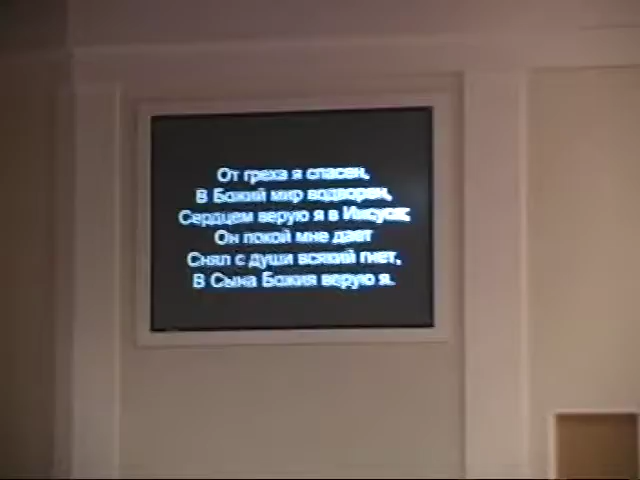 От греха я спасен,
В Божий мир водворен,
Сердцем верую я в Иисуса;
Он покой мне дает
Снял с души всякий гнет,
В Сына Божия верую я.